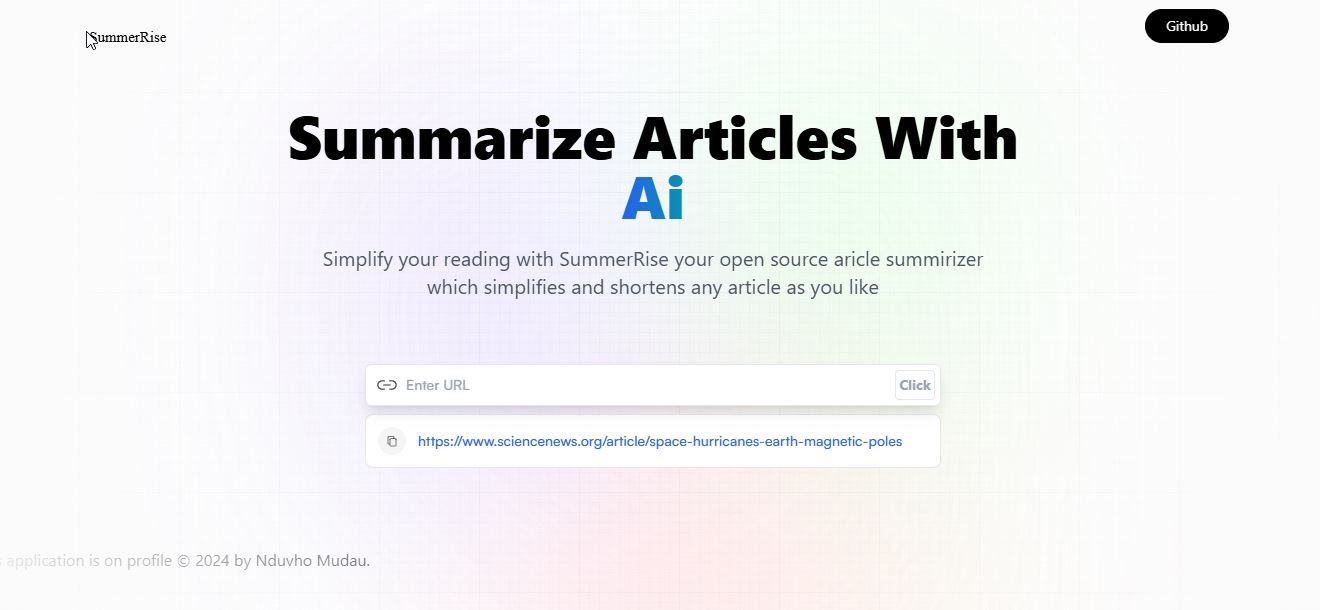 SummerRise
Github
Summarize Articles With
Ai
Simplify your reading with SummerRise your open source aricle summirizer
which simplifies and shortens any article as you like
Enter URL
Click
https://www.sciencenews.org/article/space-hurricanes-earth-magnetic-poles
application is on profile © 2024 by Nduvho Mudau.